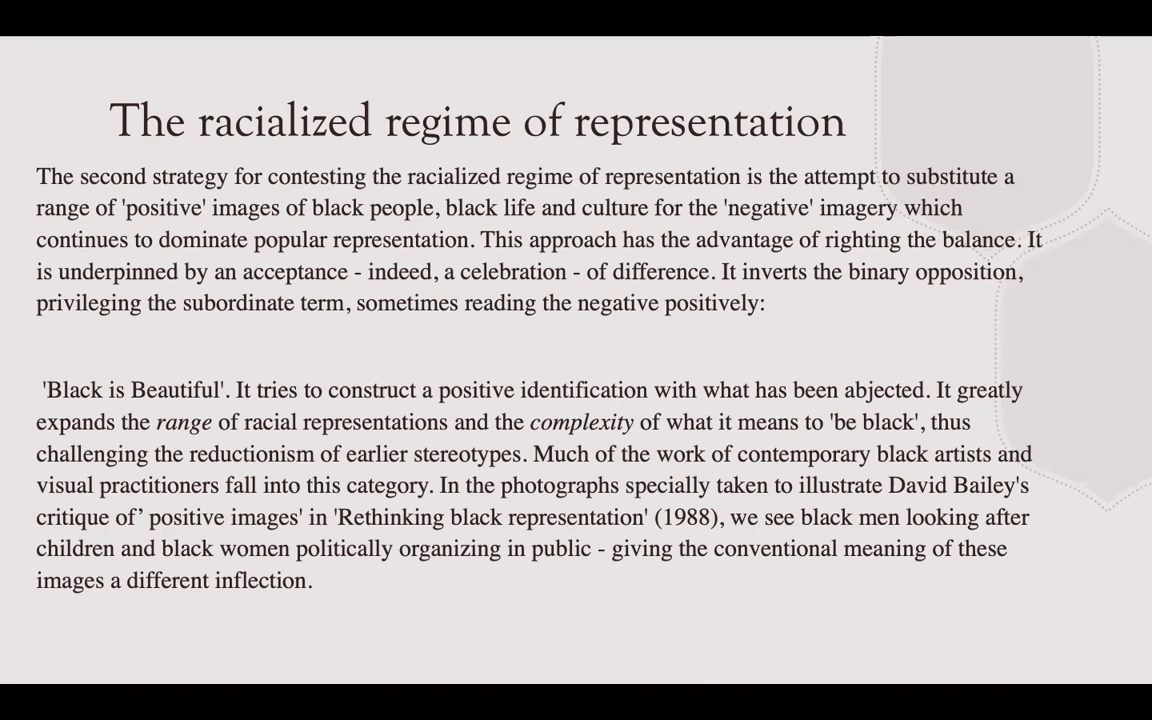 The racialized regime of representation
The second strategy for contesting the racialized regime of representation is the attempt to substitute a
range of 'positive' images of black people, black life and culture for the 'negative' imagery which
continues to dominate popular representation. This approach has the advantage of righting the balance. It
is underpinned by an acceptance - indeed, a celebration - of difference. It inverts the binary opposition,
privileging the subordinate term, sometimes reading the negative positively:
'Black is Beautiful'. It tries to construct a positive identification with what has been abjected. It greatly
expands the range of racial representations and the complexity of what it means to 'be black', thus
challenging the reductionism of earlier stereotypes. Much of the work of contemporary black artists and
visual practitioners fall into this category. In the photographs specially taken to illustrate David Bailey's
critique of’ positive images' in 'Rethinking black representation' (1988), we see black men looking after
children and black women politically organizing in public - giving the conventional meaning of these
images a different inflection.